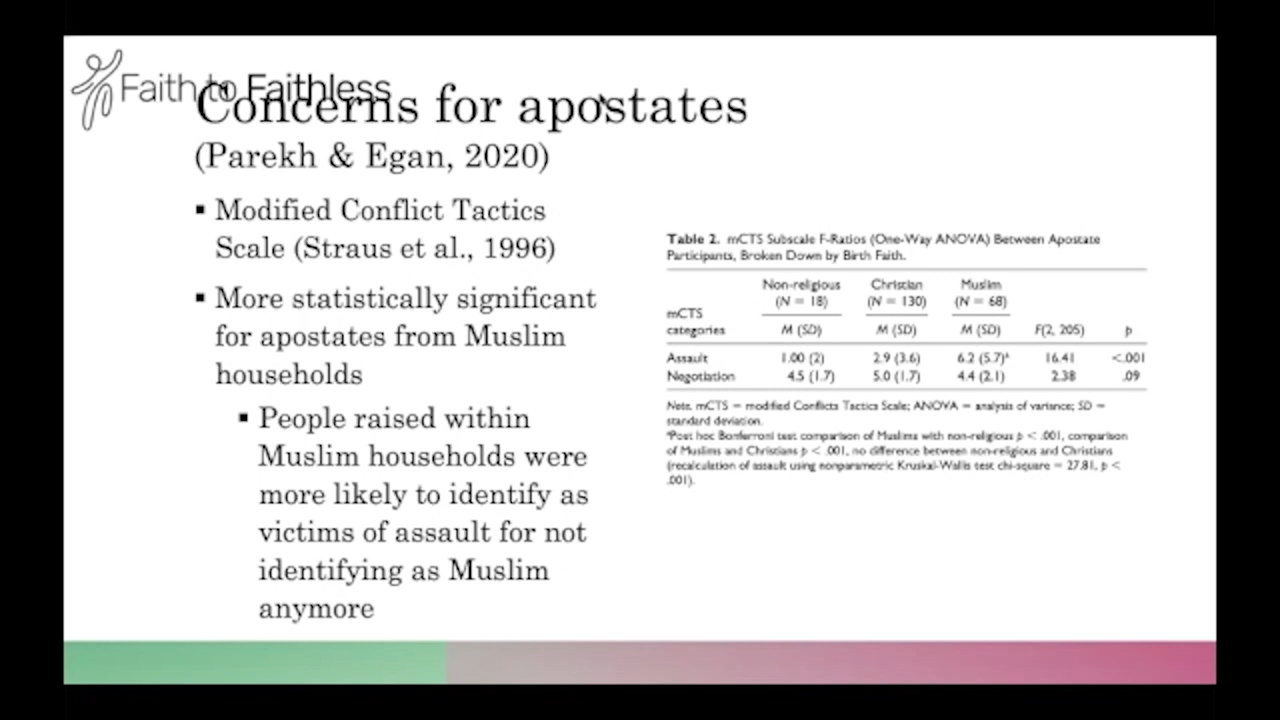 Faith to Faithless
Concerns for apostates
(Parekh & Egan, 2020)
▪ Modified Conflict Tactics
Scale (Straus et al., 1996)
▪ More statistically significant
for apostates from Muslim
households
▪ People raised within
Muslim households were
more likely to identify as
victims of assault for not
identifying as Muslim
anymore
Table 2. mCTS Subscale F-Ratios (One-Way ANOVA) Between Apostate
Participants, Broken Down by Birth Faith.
Non-religious Christian Muslim
(N = 18) (N = 130) (N = 68)
mCTS
categories M (SD) M (SD) M (SD) F(2, 205) p
Assault 1.00 (2) 2.9 (3.6) 6.2 (5.7)ᵃ 16.41 <.001
Negotiation 4.5 (1.7) 5.0 (1.7) 4.4 (2.1) 2.38 .09
Note. mCTS = modified Conflicts Tactics Scale; ANOVA = analysis of variance; SD =
standard deviation.
ᵃPost hoc Bonferroni test comparison of Muslims with non-religious p < .001, comparison
of Muslims and Christians p < .001, no difference between non-religious and Christians
(recalculation of assault using nonparametric Kruskal-Wallis test chi-square = 27.81, p <
.001).